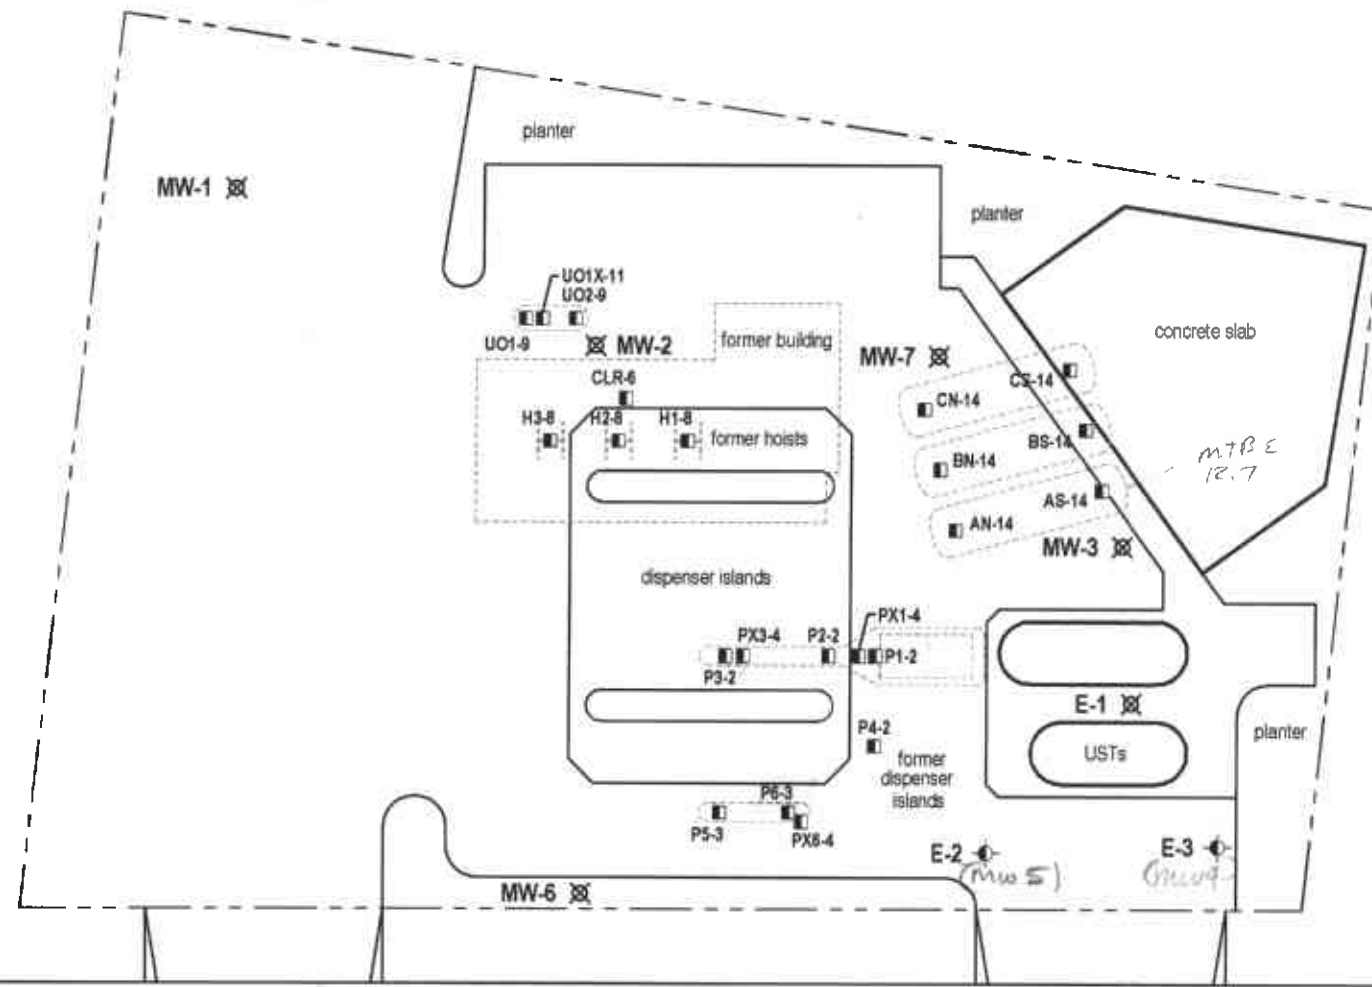 planter
MW-1
planter
UO1X-11
UO2-9
UO1-9
MW-2
former building
MW-7
concrete slab
CLR-6
CS-14
CN-14
H3-8
H2-8
H1-8
former hoists
BS-14
BN-14
MTBE
12.7
AS-14
AN-14
MW-3
dispenser islands
PX1-4
PX3-4
P2-2
P1-2
P3-2
E-1
P4-2
planter
USTs
former
dispenser
islands
P6-3
P5-3
PX6-4
E-2
E-3
(MW 5)
MW-6